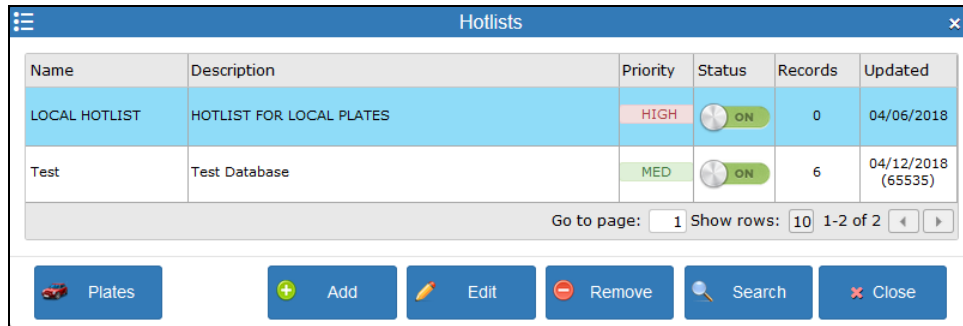 Hotlists
Name Description Priority Status Records Updated
LOCAL HOTLIST HOTLIST FOR LOCAL PLATES HIGH ON 0 04/06/2018
Test Test Database MED ON 6 04/12/2018
(65535)
Go to page: 1 Show rows: 10 1-2 of 2
Plates Add Edit Remove Search Close